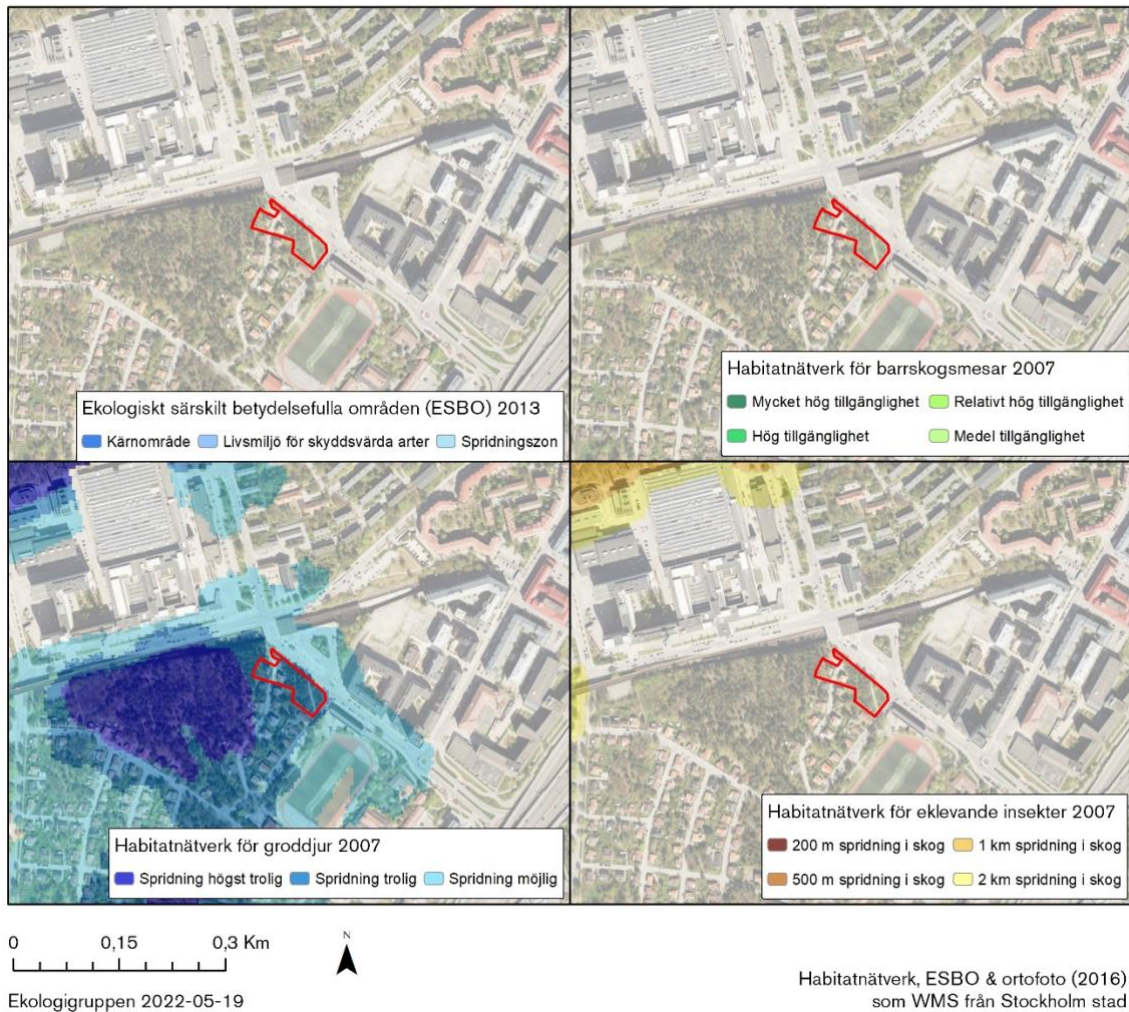 Ekologiskt särskilt betydelsefulla områden (ESBO) 2013
Kärnområde Livsmiljö för skyddsvärda arter Spridningszon
Habitatnätverk för barrskogsmesar 2007
Mycket hög tillgänglighet Relativt hög tillgänglighet
Hög tillgänglighet Medel tillgänglighet
Habitatnätverk för groddjur 2007
Spridning högst trolig Spridning trolig Spridning möjlig
Habitatnätverk för eklevande insekter 2007
200 m spridning i skog 1 km spridning i skog
500 m spridning i skog 2 km spridning i skog
0 0,15 0,3 Km
N
Ekologigruppen 2022-05-19
Habitatnätverk, ESBO & ortofoto (2016)
som WMS från Stockholm stad